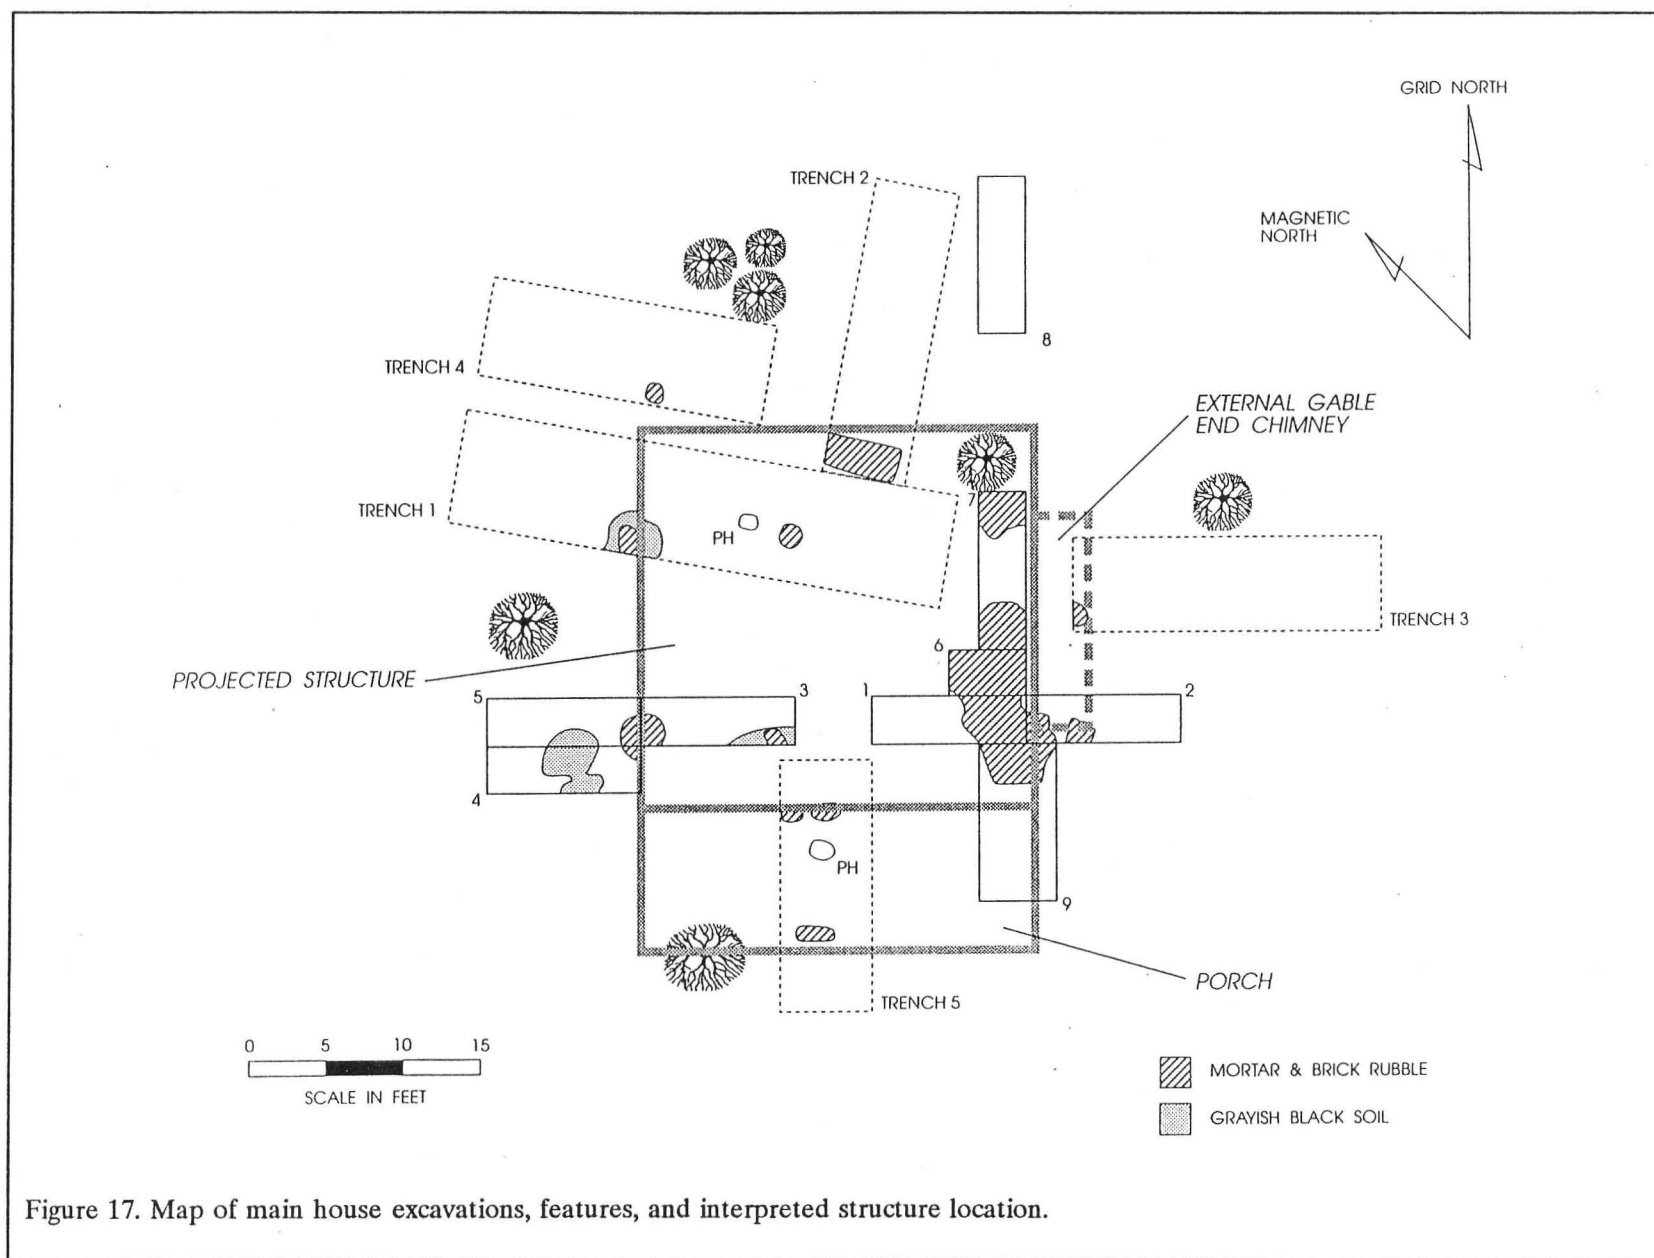 GRID NORTH
TRENCH 2
MAGNETIC
NORTH
8
TRENCH 4
EXTERNAL GABLE
END CHIMNEY
7
TRENCH 1
PH
TRENCH 3
6
PROJECTED STRUCTURE
5
3
1
2
4
PH
9
PORCH
TRENCH 5
0 5 10 15
SCALE IN FEET
MORTAR & BRICK RUBBLE
GRAYISH BLACK SOIL
Figure 17. Map of main house excavations, features, and interpreted structure location.